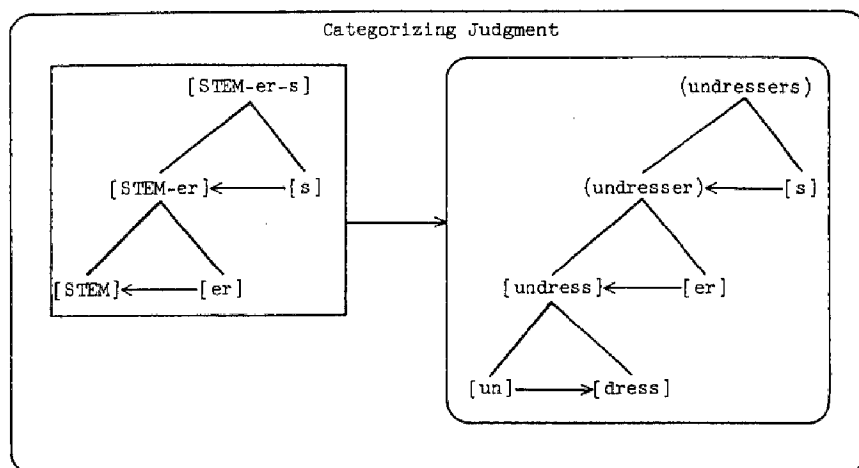 Categorizing Judgment
[STEM-er-s]
(undressers)
[STEM-er] [s]
(undresser) [s]
[STEM] [er]
[undress] [er]
[un] [dress]